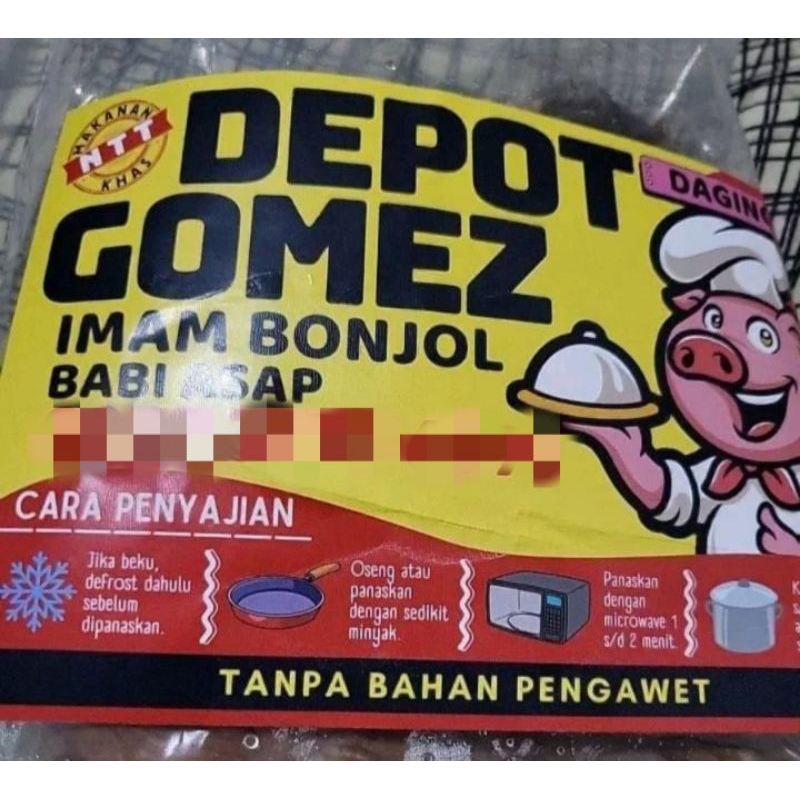 MAKANAN
NTT
KHAS
DEPOT
GOMEZ
DAGING
IMAM BONJOL
BABI ASAP
CARA PENYAJIAN
Jika beku,
defrost dahulu
sebelum
dipanaskan.
Oseng atau
panaskan
dengan sedikit
minyak.
Panaskan
dengan
microwave 1
s/d 2 menit.
TANPA BAHAN PENGAWET